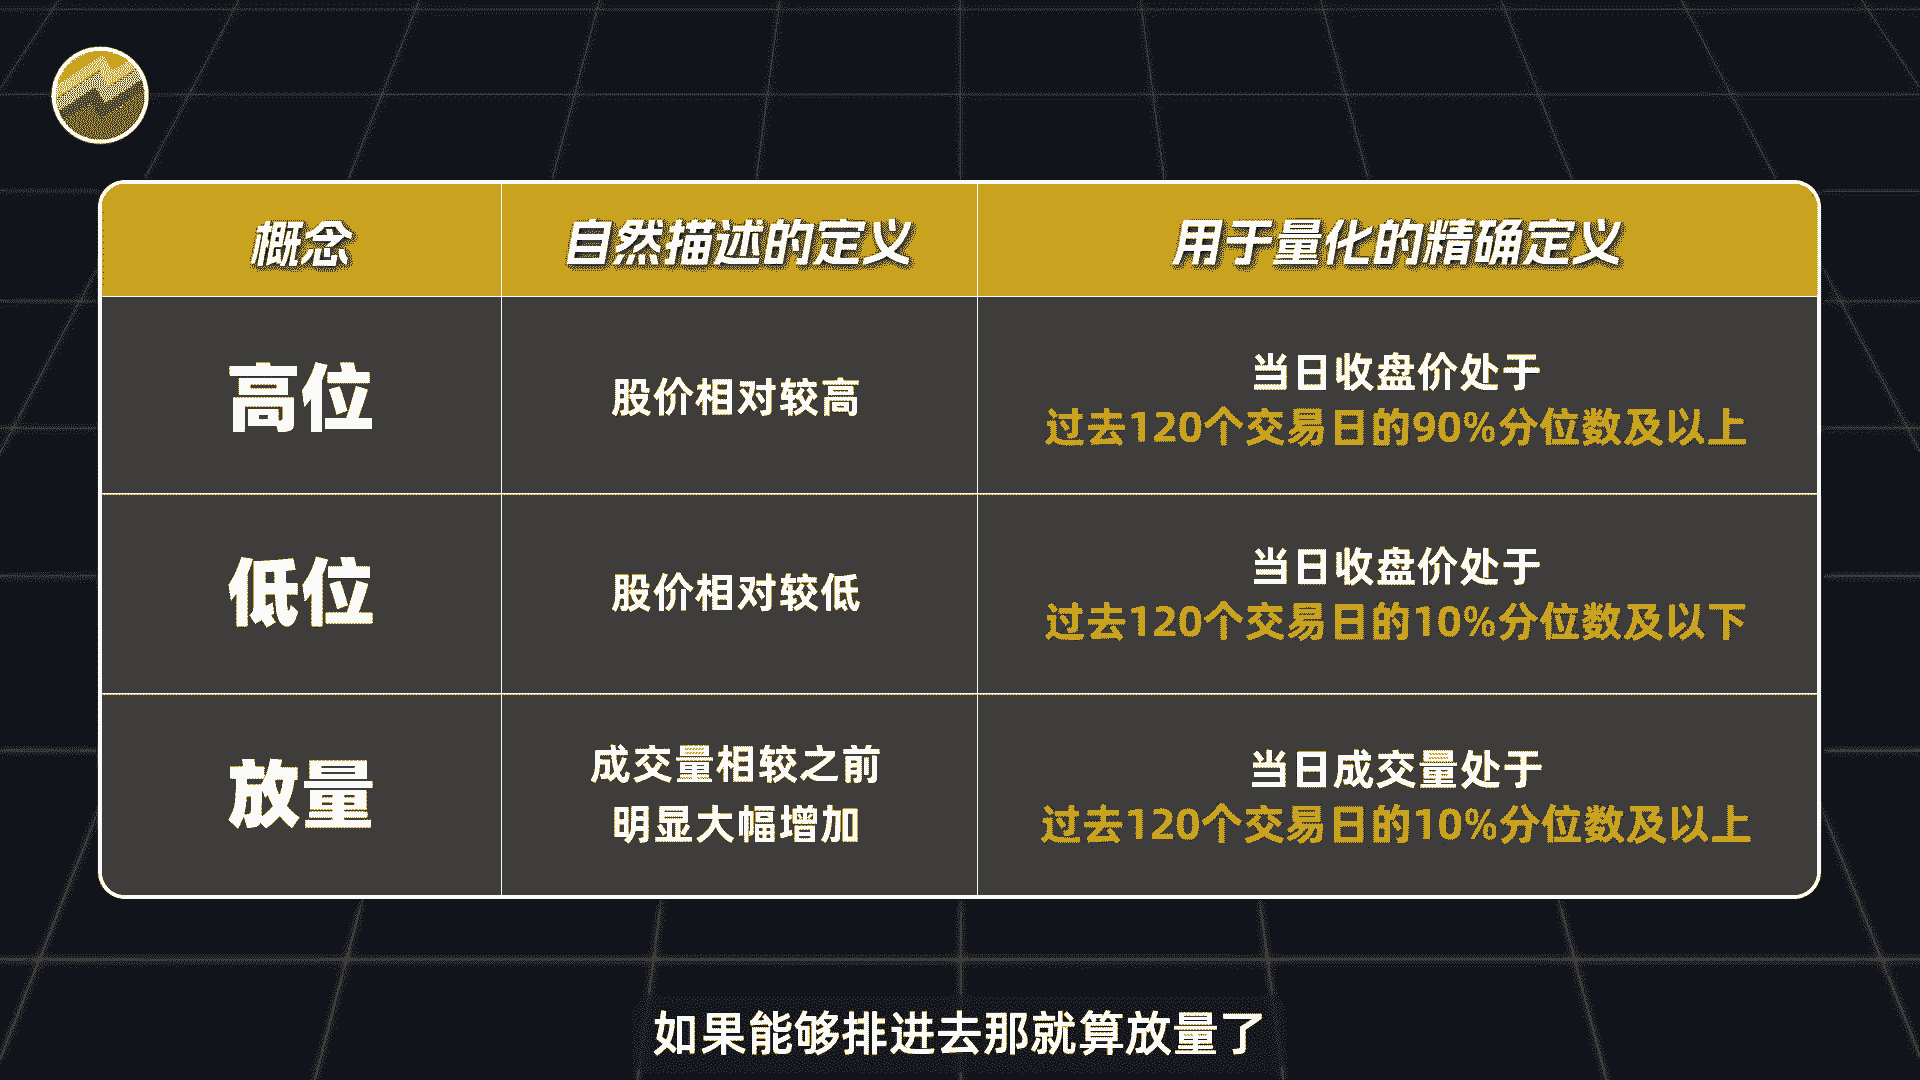 概念
自然描述的定义
用于量化的精确定义
高位
股价相对较高
当日收盘价处于
过去120个交易日的90%分位数及以上
低位
股价相对较低
当日收盘价处于
过去120个交易日的10%分位数及以下
放量
成交量相较之前
明显大幅增加
当日成交量处于
过去120个交易日的10%分位数及以上
如果能够排进去那就算放量了